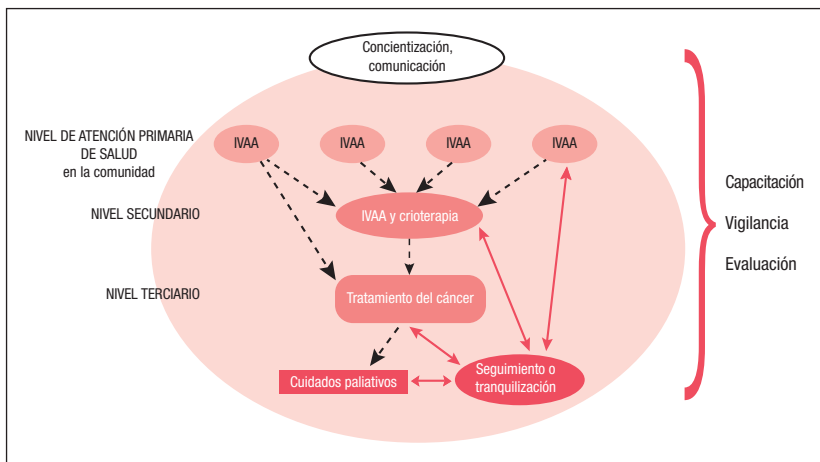 Concientización,
comunicación
NIVEL DE ATENCIÓN PRIMARIA
DE SALUD
en la comunidad
IVAA
IVAA
IVAA
IVAA
NIVEL SECUNDARIO
IVAA y crioterapia
NIVEL TERCIARIO
Tratamiento del cáncer
Cuidados paliativos
Seguimiento o
tranquilización
Capacitación
Vigilancia
Evaluación